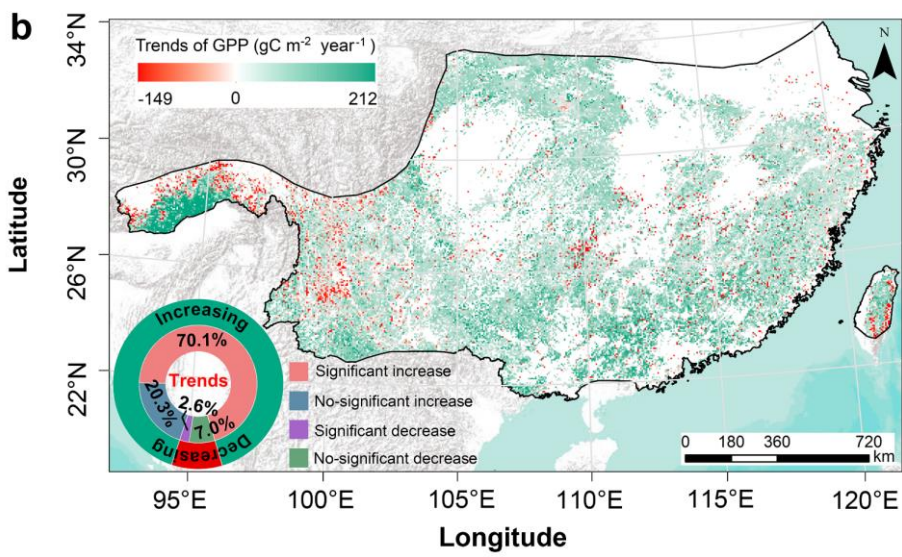 b
Trends of GPP (gC m⁻² year⁻¹)
-149 0 212
N
34°N
30°N
26°N
22°N
Latitude
Increasing
70.1%
Trends
20.3%
2.6%
7.0%
Decreasing
Significant increase
No-significant increase
Significant decrease
No-significant decrease
0 180 360 720
km
95°E 100°E 105°E 110°E 115°E 120°E
Longitude